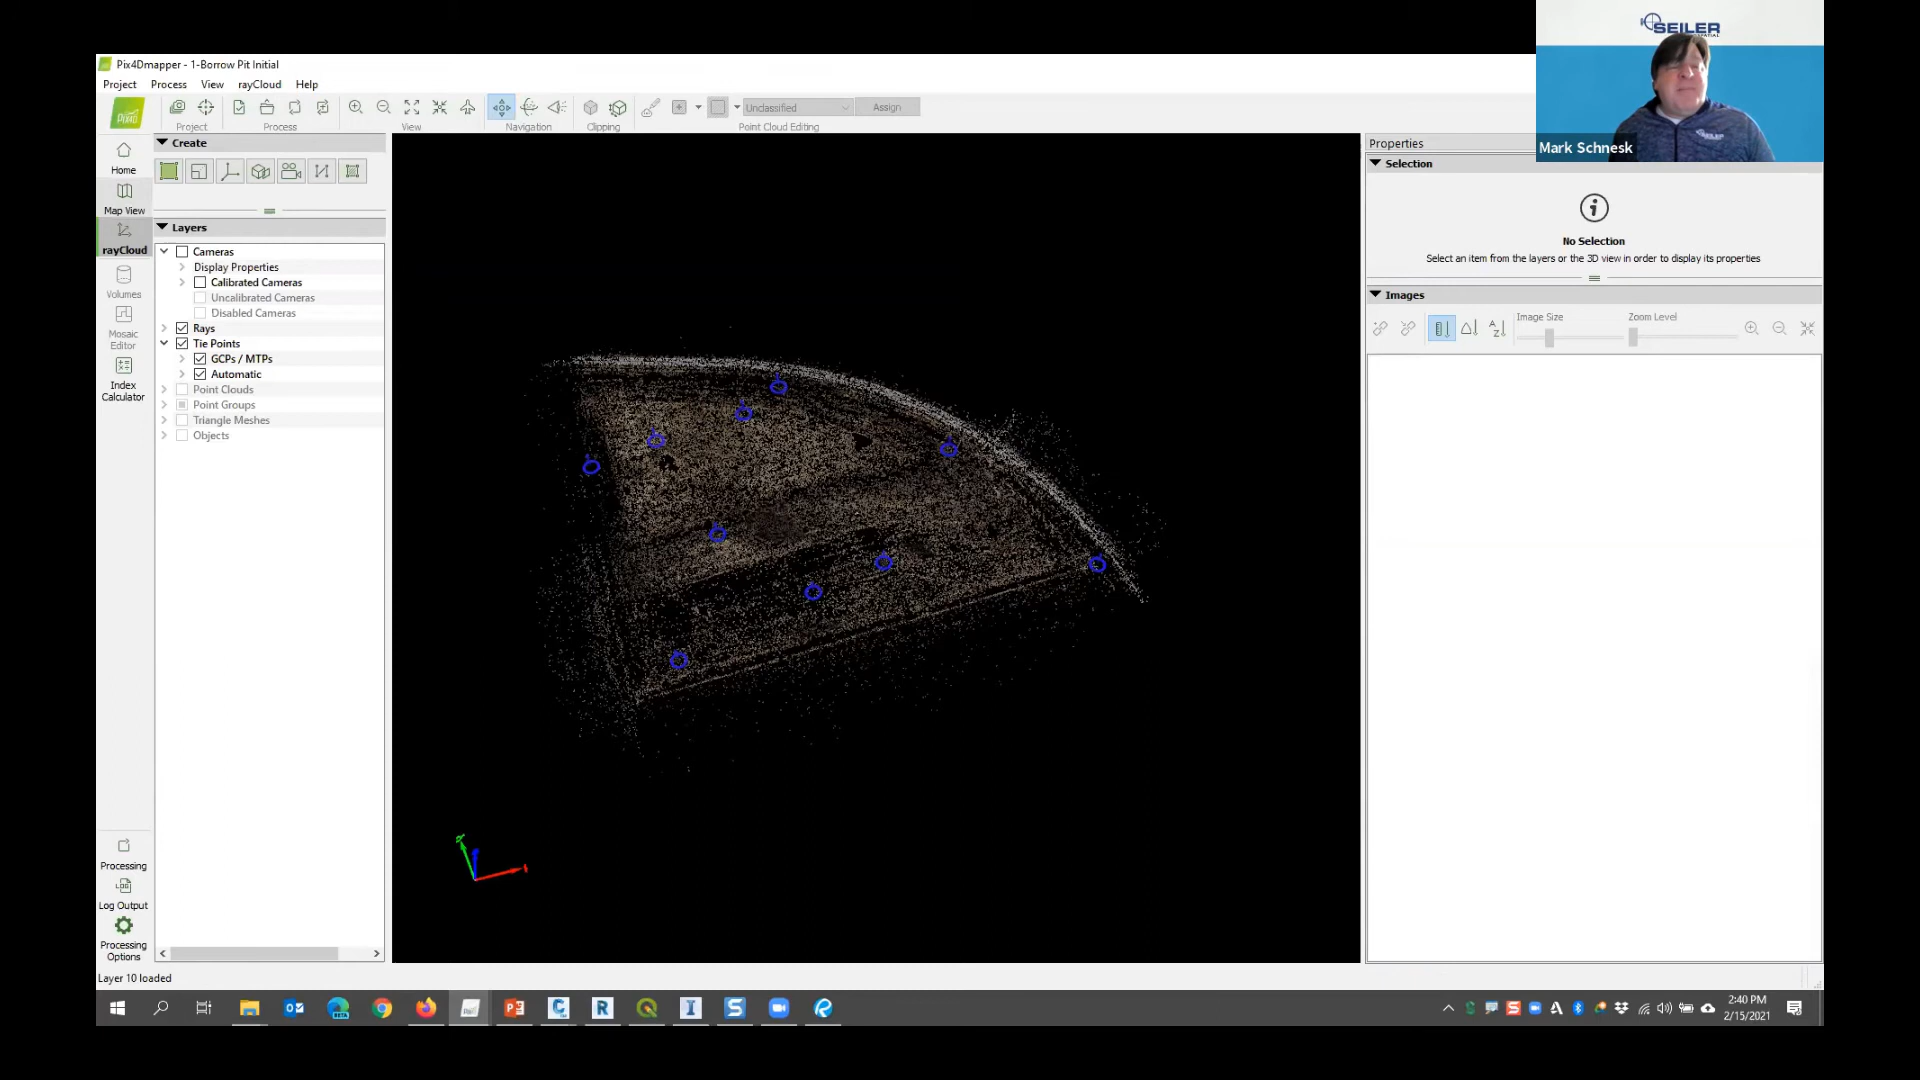 SEILER
Mark Schnesk
Pix4Dmapper - 1-Borrow Pit Initial
Project Process View rayCloud Help
Unclassified
Assign
Project Process View Navigation Clipping Point Cloud Editing
Home
Map View
rayCloud
Volumes
Mosaic
Editor
Index
Calculator
Create
Layers
Cameras
Display Properties
Calibrated Cameras
Uncalibrated Cameras
Disabled Cameras
Rays
Tie Points
GCPs / MTPs
Automatic
Point Clouds
Point Groups
Triangle Meshes
Objects
Properties
Selection
No Selection
Select an item from the layers or the 3D view in order to display its properties
Images
Image Size
Zoom Level
Processing
Log Output
Processing
Options
Layer 10 loaded
2:40 PM
2/15/2021